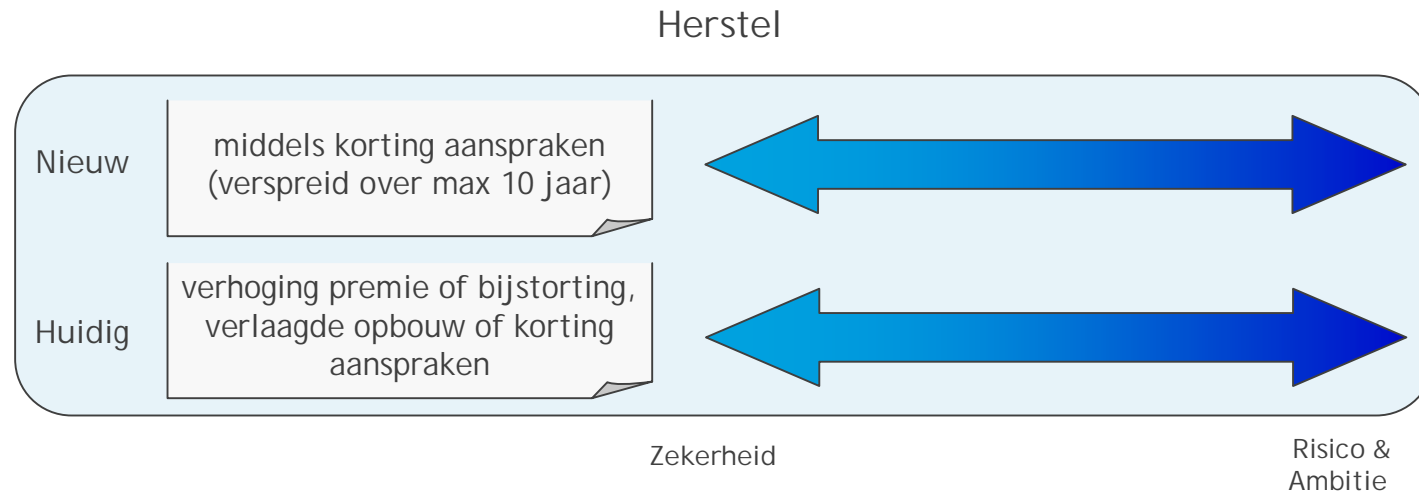 Herstel
Nieuw
middels korting aanspraken
(verspreid over max 10 jaar)
Huidig
verhoging premie of bijstorting,
verlaagde opbouw of korting
aanspraken
Zekerheid
Risico &
Ambitie